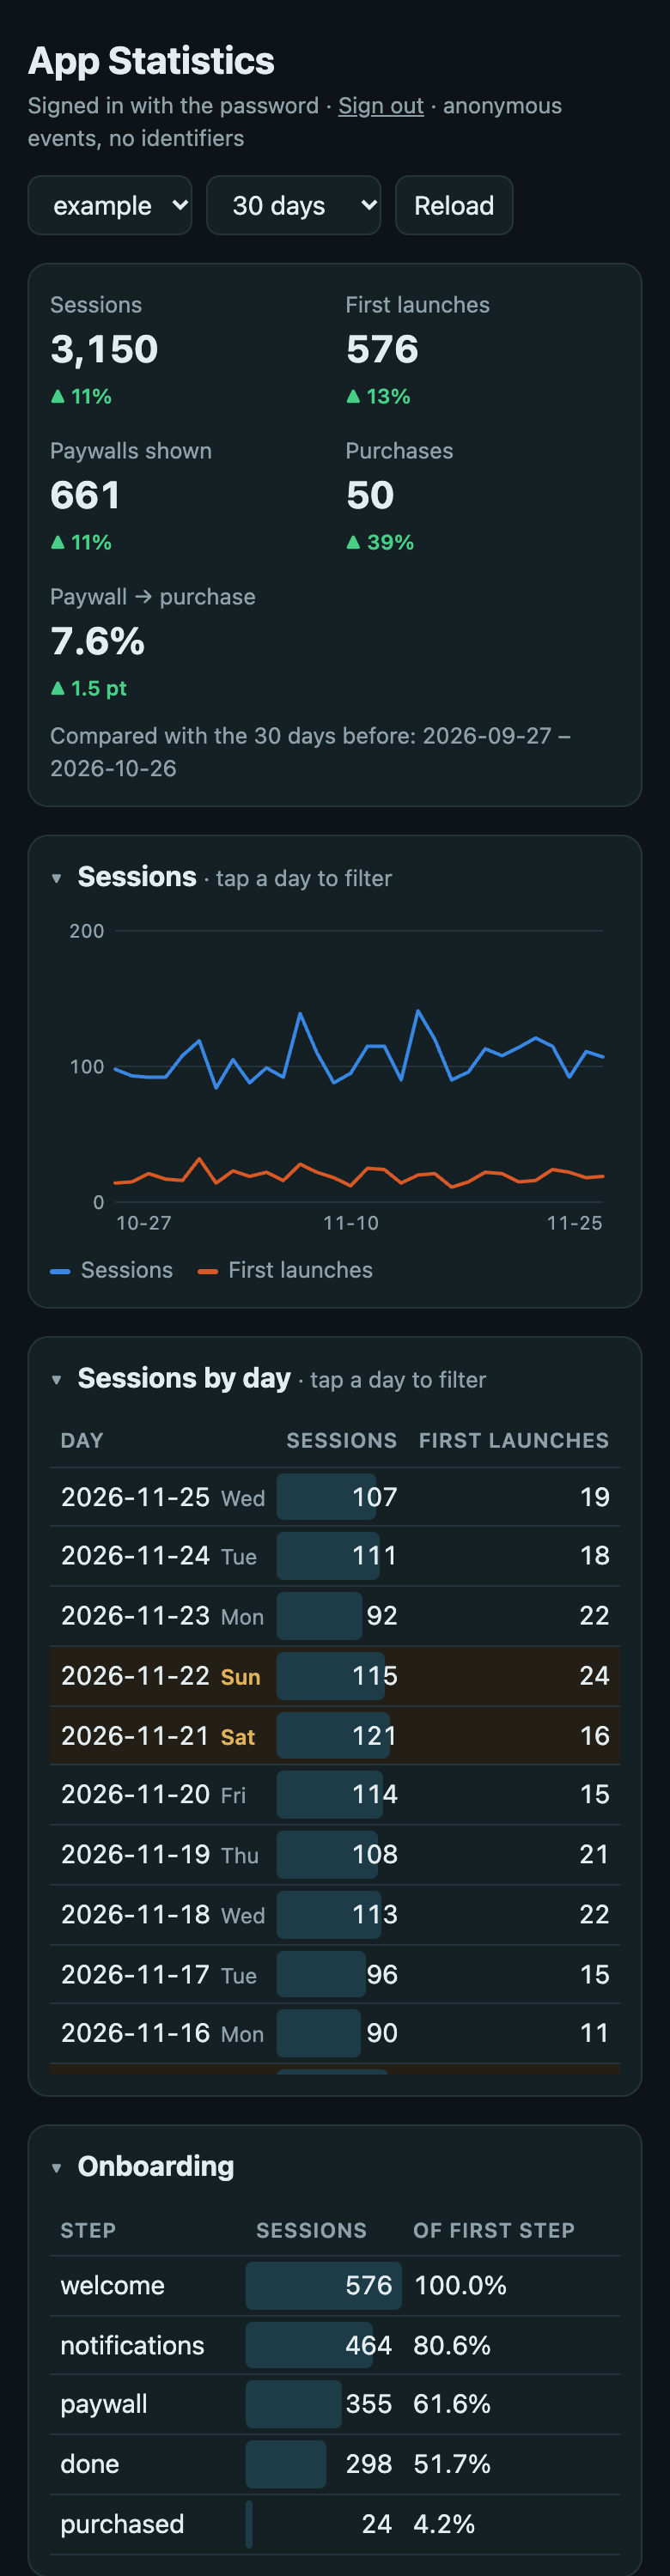 App Statistics
Signed in with the password · Sign out · anonymous
events, no identifiers
example 30 days Reload
Sessions First launches
3,150 576
▲ 11% ▲ 13%
Paywalls shown Purchases
661 50
▲ 11% ▲ 39%
Paywall → purchase
7.6%
▲ 1.5 pt
Compared with the 30 days before: 2026-09-27 –
2026-10-26
▼ Sessions · tap a day to filter
200
100
0
10-27 11-10 11-25
Sessions First launches
▼ Sessions by day · tap a day to filter
DAY SESSIONS FIRST LAUNCHES
2026-11-25 Wed 107 19
2026-11-24 Tue 111 18
2026-11-23 Mon 92 22
2026-11-22 Sun 115 24
2026-11-21 Sat 121 16
2026-11-20 Fri 114 15
2026-11-19 Thu 108 21
2026-11-18 Wed 113 22
2026-11-17 Tue 96 15
2026-11-16 Mon 90 11
▼ Onboarding
STEP SESSIONS OF FIRST STEP
welcome 576 100.0%
notifications 464 80.6%
paywall 355 61.6%
done 298 51.7%
purchased 24 4.2%